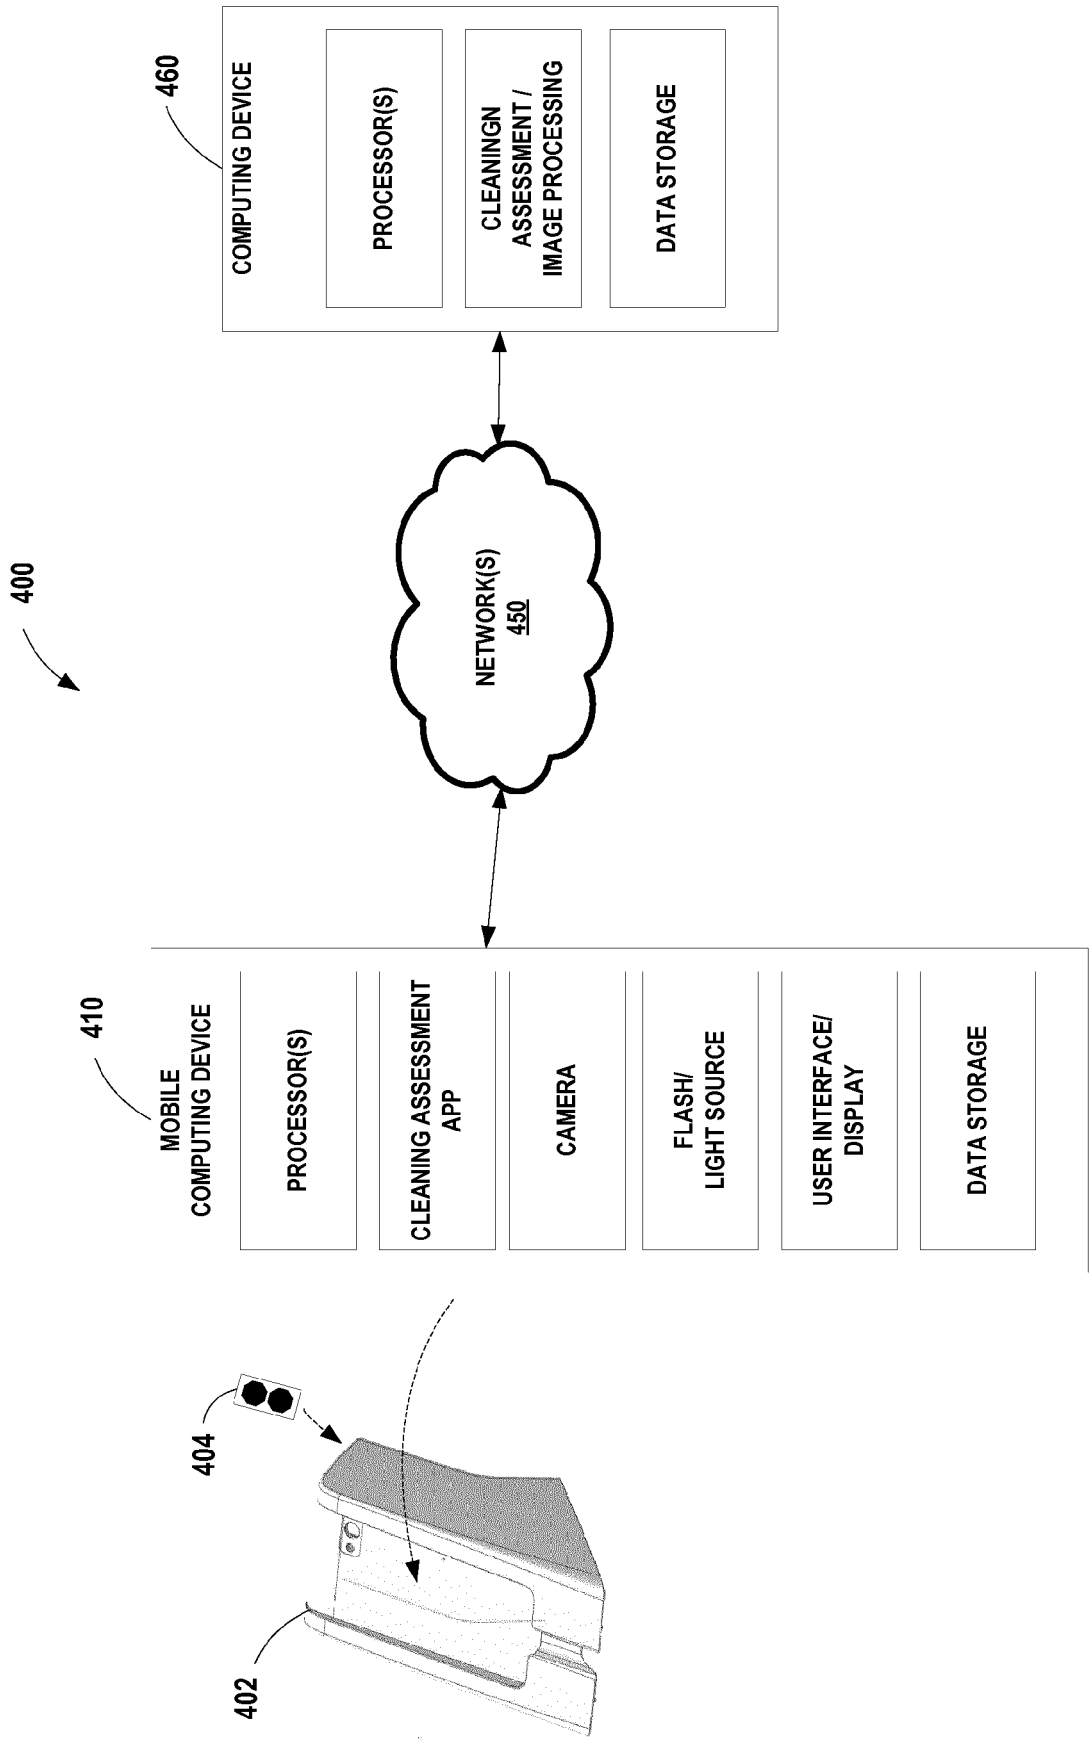 400
402
404
410
MOBILE
COMPUTING DEVICE
PROCESSOR(S)
CLEANING ASSESSMENT
APP
CAMERA
FLASH/
LIGHT SOURCE
USER INTERFACE/
DISPLAY
DATA STORAGE
NETWORK(S)
450
460
COMPUTING DEVICE
PROCESSOR(S)
CLEANINGN
ASSESSMENT /
IMAGE PROCESSING
DATA STORAGE